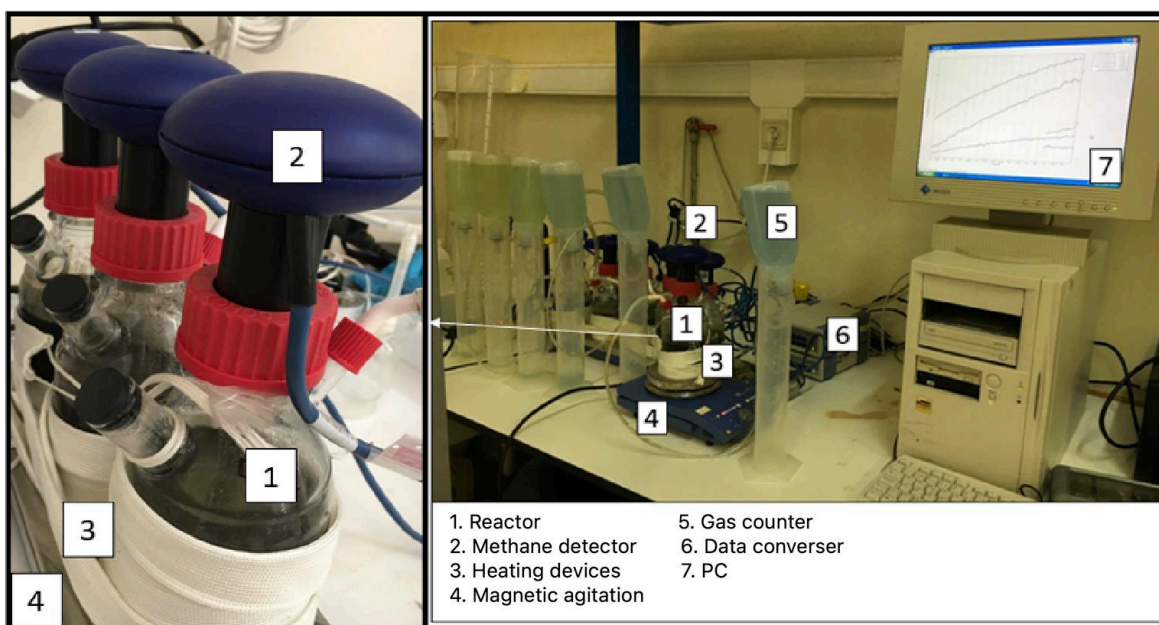 2
1
3
4
7
2
5
1
6
3
4
1. Reactor
2. Methane detector
3. Heating devices
4. Magnetic agitation
5. Gas counter
6. Data converser
7. PC